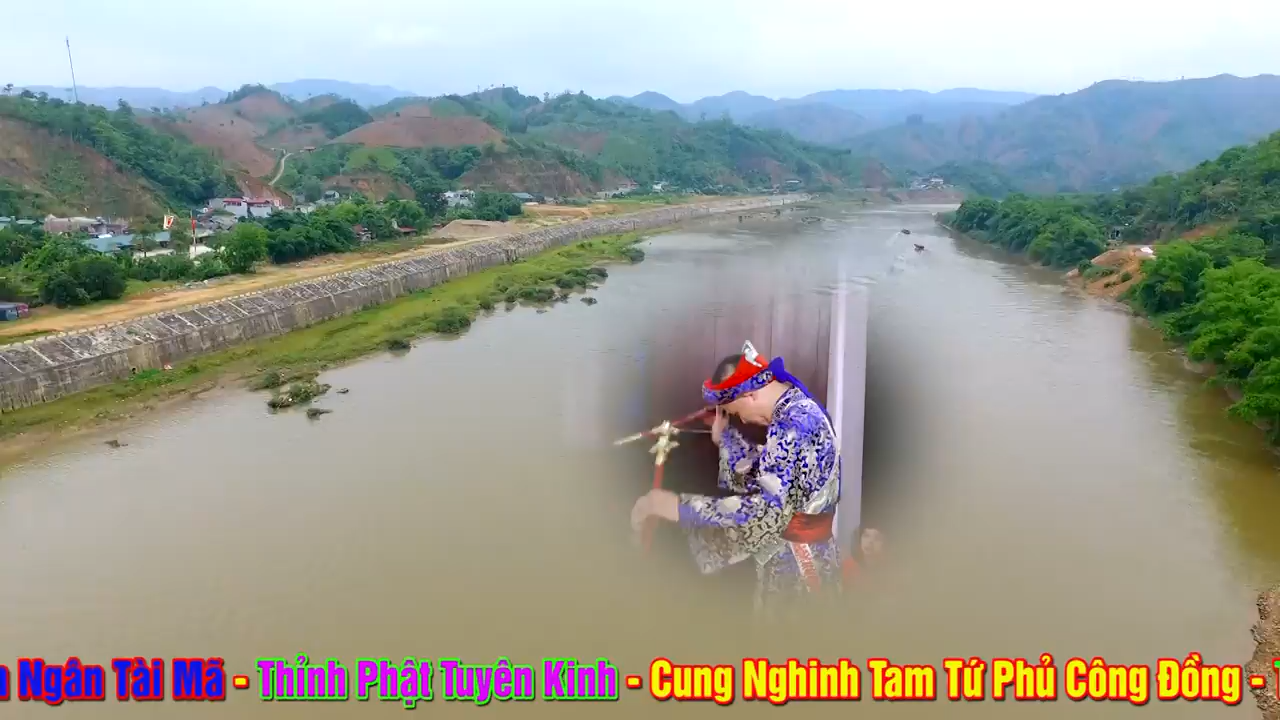 Ngân Tài Mã - Thỉnh Phật Tuyên Kinh - Cung Nghinh Tam Tứ Phủ Công Đồng -